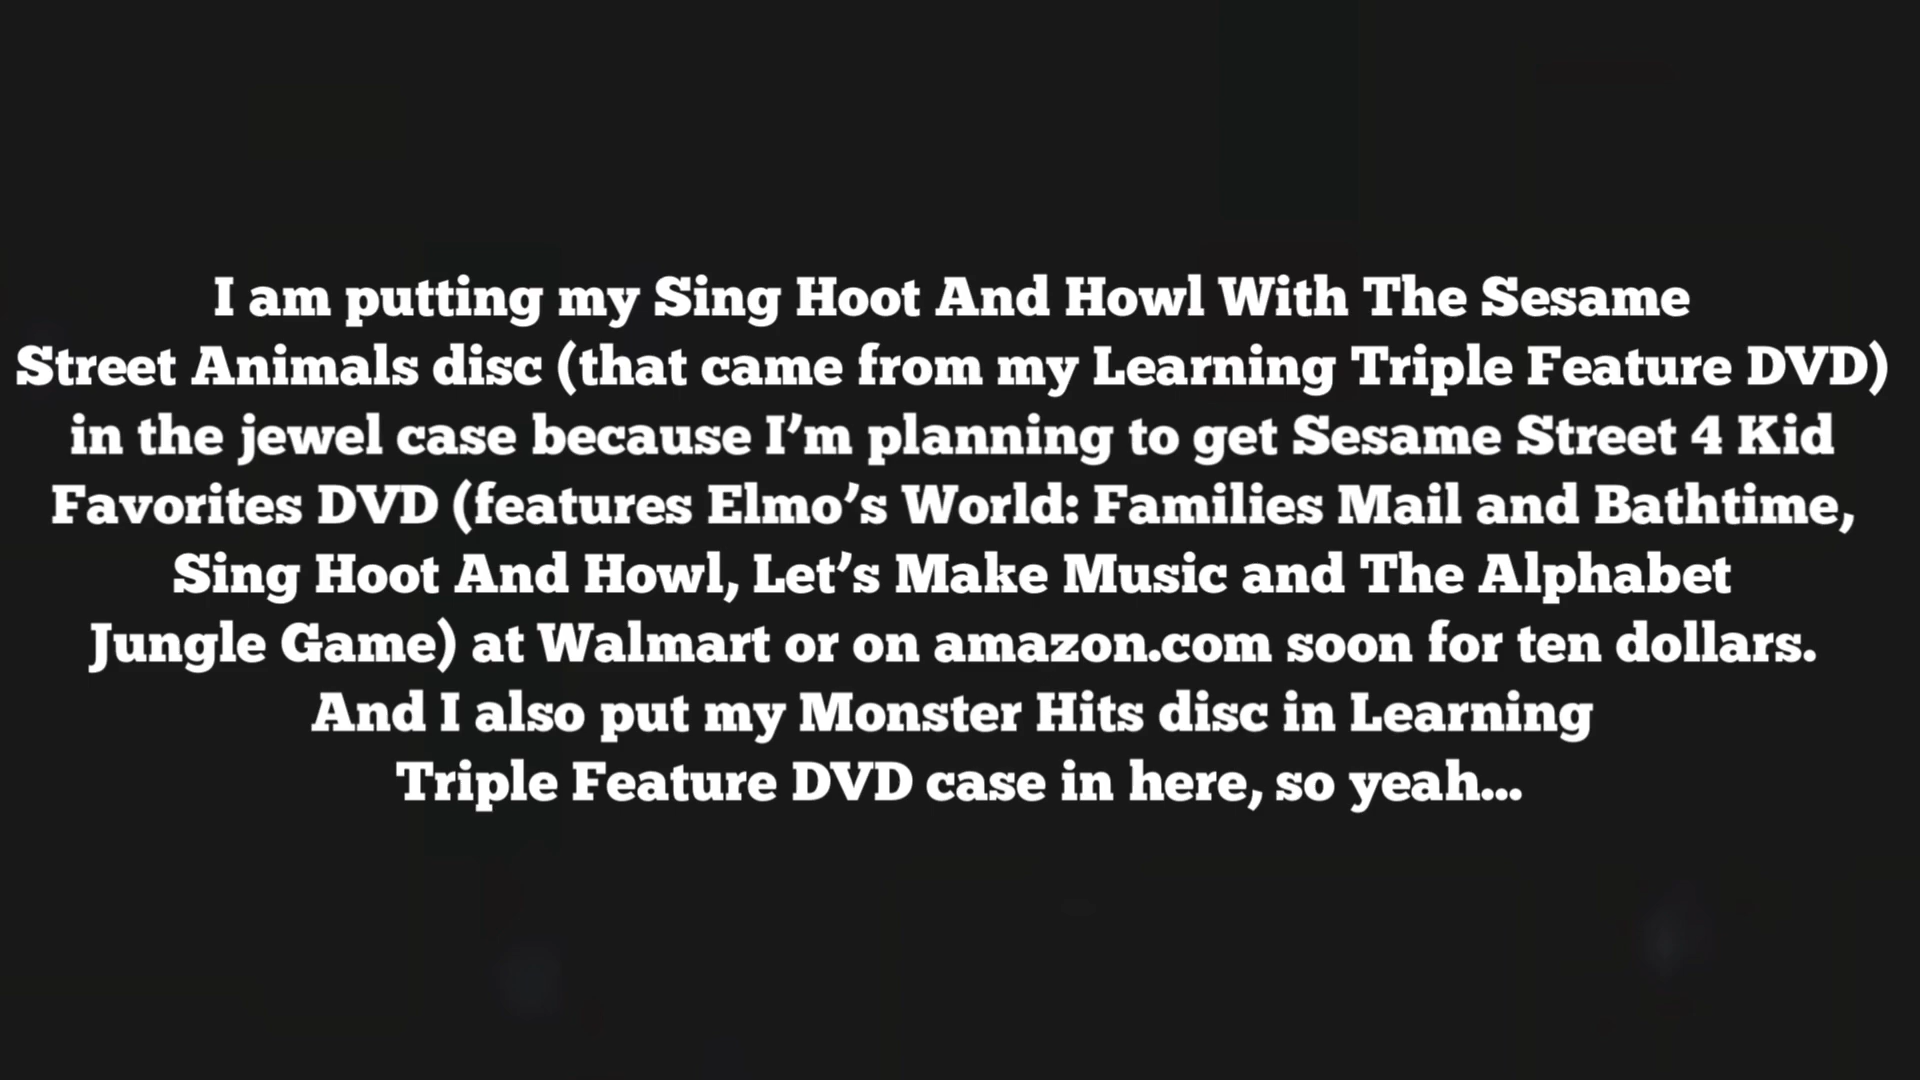 I am putting my Sing Hoot And Howl With The Sesame
Street Animals disc (that came from my Learning Triple Feature DVD)
in the jewel case because I’m planning to get Sesame Street 4 Kid
Favorites DVD (features Elmo’s World: Families Mail and Bathtime,
Sing Hoot And Howl, Let’s Make Music and The Alphabet
Jungle Game) at Walmart or on amazon.com soon for ten dollars.
And I also put my Monster Hits disc in Learning
Triple Feature DVD case in here, so yeah...